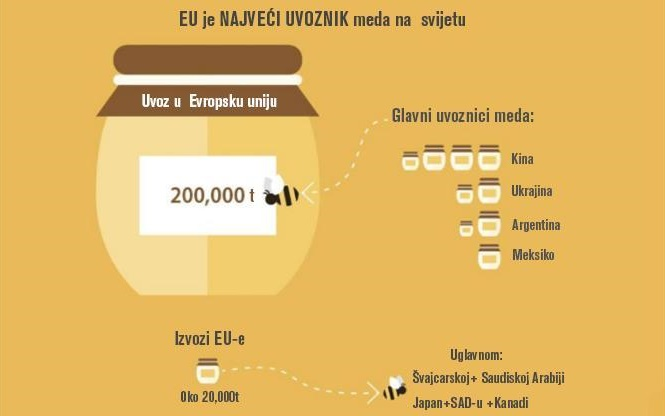 EU je NAJVEĆI UVOZNIK meda na svijetu
Uvoz u Evropsku uniju
200,000 t
Glavni uvoznici meda:
Kina
Ukrajina
Argentina
Meksiko
Izvozi EU-e
Oko 20,000t
Uglavnom:
Švajcarskoj+ Saudiskoj Arabiji
Japan+SAD-u +Kanadi